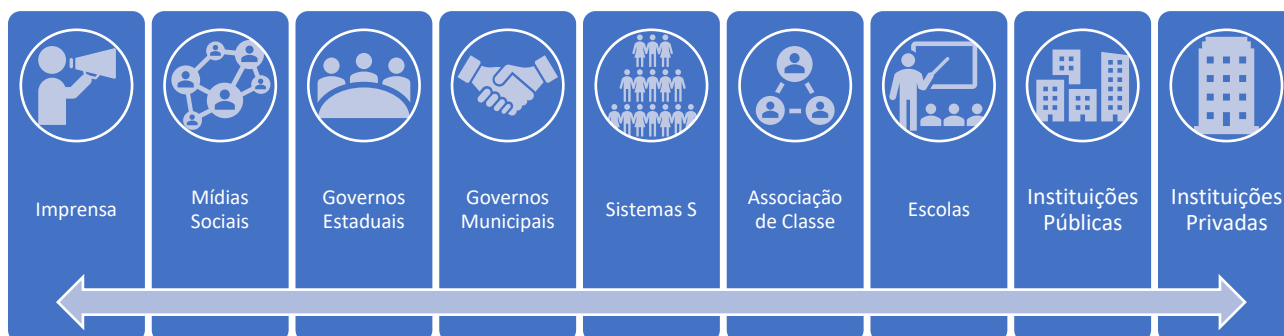 Imprensa
Mídias
Sociais
Governos
Estaduais
Governos
Municipais
Sistemas S
Associação
de Classe
Escolas
Instituições
Públicas
Instituições
Privadas